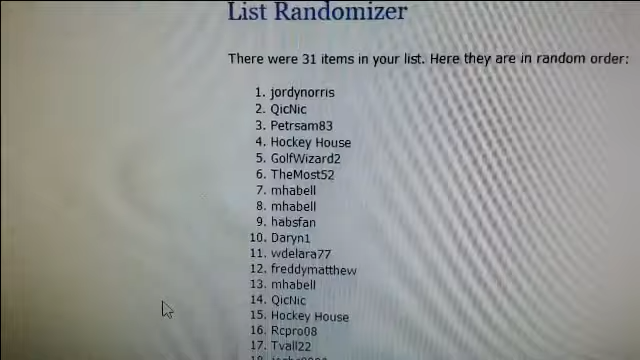 List Randomizer
There were 31 items in your list. Here they are in random order:
1. jordynorris
2. QicNic
3. Petrsam83
4. Hockey House
5. GolfWizard2
6. TheMost52
7. mhabell
8. mhabell
9. habsfan
10. Daryn1
11. wdelara77
12. freddymatthew
13. mhabell
14. QicNic
15. Hockey House
16. Rcpro08
17. Tvall22
18.